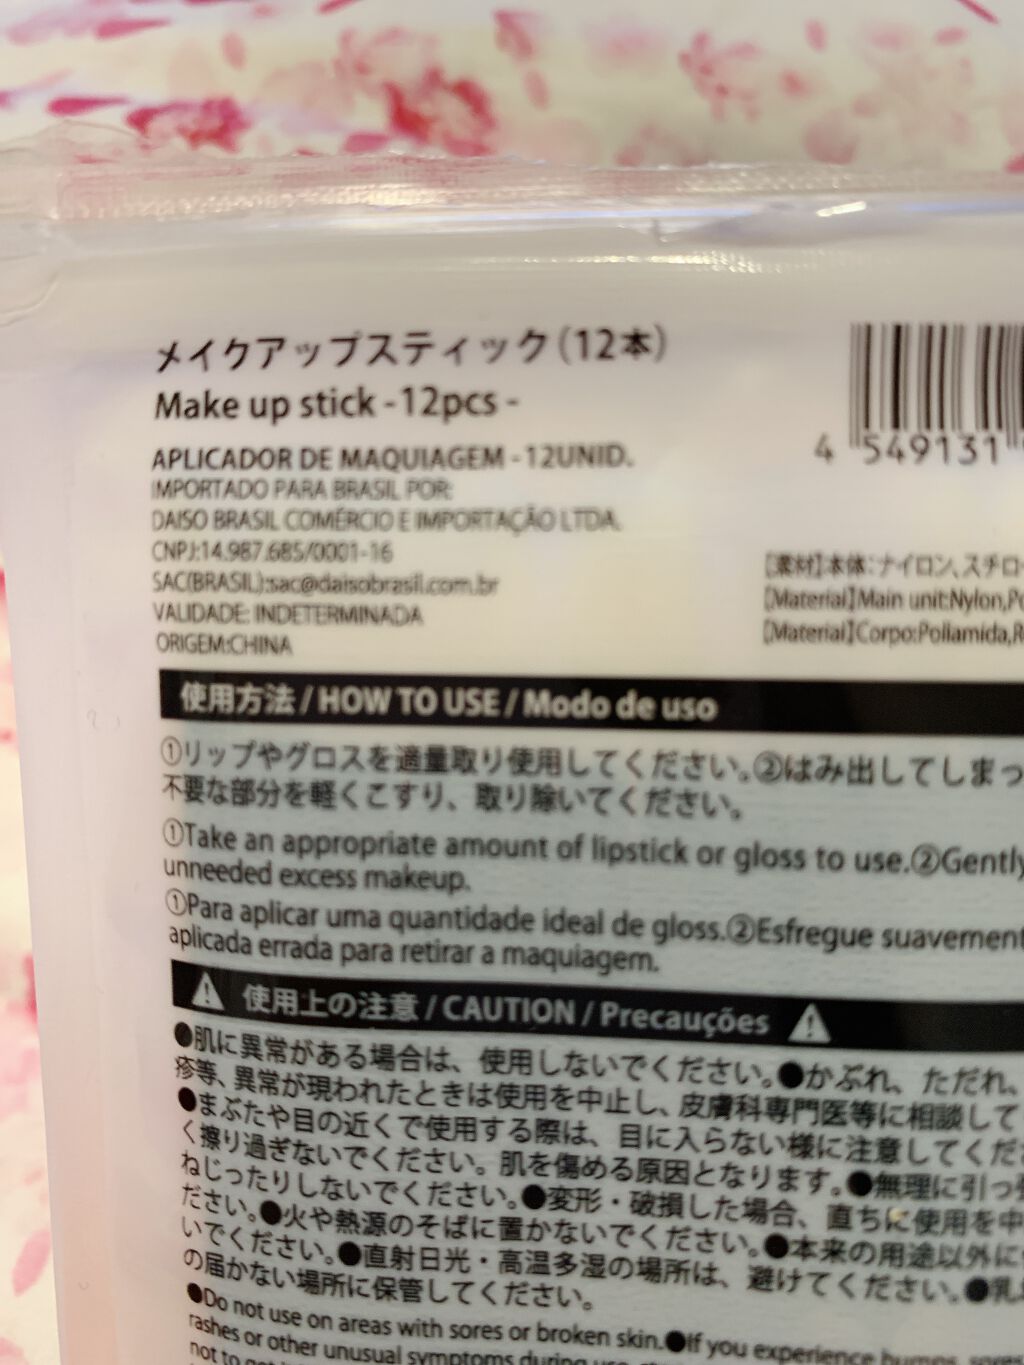 メイクアップスティック(12本)
Make up stick -12pcs -
APLICADOR DE MAQUIAGEM - 12UNID.
IMPORTADO PARA BRASIL POR:
DAISO BRASIL COMÉRCIO E IMPORTAÇÃO LTDA.
CNPJ:14.987.685/0001-16
SAC(BRASIL):sac@daisobrasil.com.br
VALIDADE: INDETERMINADA
ORIGEM:CHINA
4 549131
【素材】本体:ナイロン、スチロ
【Material】Main unit:Nylon,Po
【Material】Corpo:Poliamida,R
使用方法 / HOW TO USE / Modo de uso
①リップやグロスを適量取り使用してください。②はみ出してしまっ
不要な部分を軽くこすり、取り除いてください。
①Take an appropriate amount of lipstick or gloss to use.②Gently
unneeded excess makeup.
①Para aplicar uma quantidade ideal de gloss.②Esfregue suavement
aplicada errada para retirar a maquiagem.
使用上の注意 / CAUTION / Precauções
●肌に異常がある場合は、使用しないでください。●かぶれ、ただれ、
疹等、異常が現われたときは使用を中止し、皮膚科専門医等に相談して
●まぶたや目の近くで使用する際は、目に入らない様に注意してくだ
く擦り過ぎないでください。肌を傷める原因となります。●無理に引っ張
ねじったりしないでください。●変形・破損した場合、直ちに使用を中
ださい。●火や熱源のそばに置かないでください。●本来の用途以外に
いでください。●直射日光・高温多湿の場所は、避けてください。●乳
の届かない場所に保管してください。
●Do not use on areas with sores or broken skin.●If you experience bumps, sores
rashes or other unusual symptoms during use,
not to get